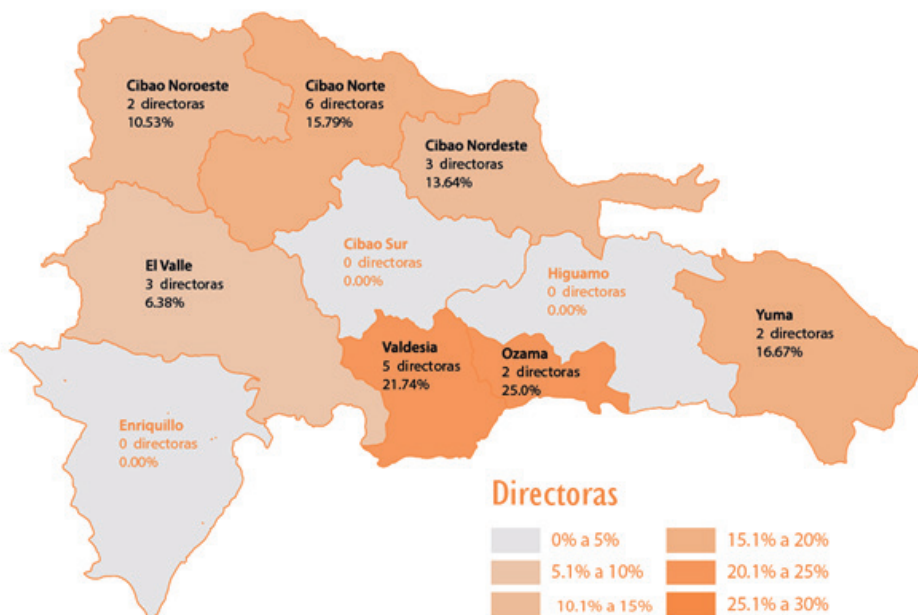 Cibao Noroeste
2 directoras
10.53%
Cibao Norte
6 directoras
15.79%
Cibao Nordeste
3 directoras
13.64%
El Valle
3 directoras
6.38%
Cibao Sur
0 directoras
0.00%
Higuamo
0 directoras
0.00%
Yuma
2 directoras
16.67%
Valdesia
5 directoras
21.74%
Ozama
2 directoras
25.0%
Enriquillo
0 directoras
0.00%
Directoras
0% a 5%
5.1% a 10%
10.1% a 15%
15.1% a 20%
20.1% a 25%
25.1% a 30%